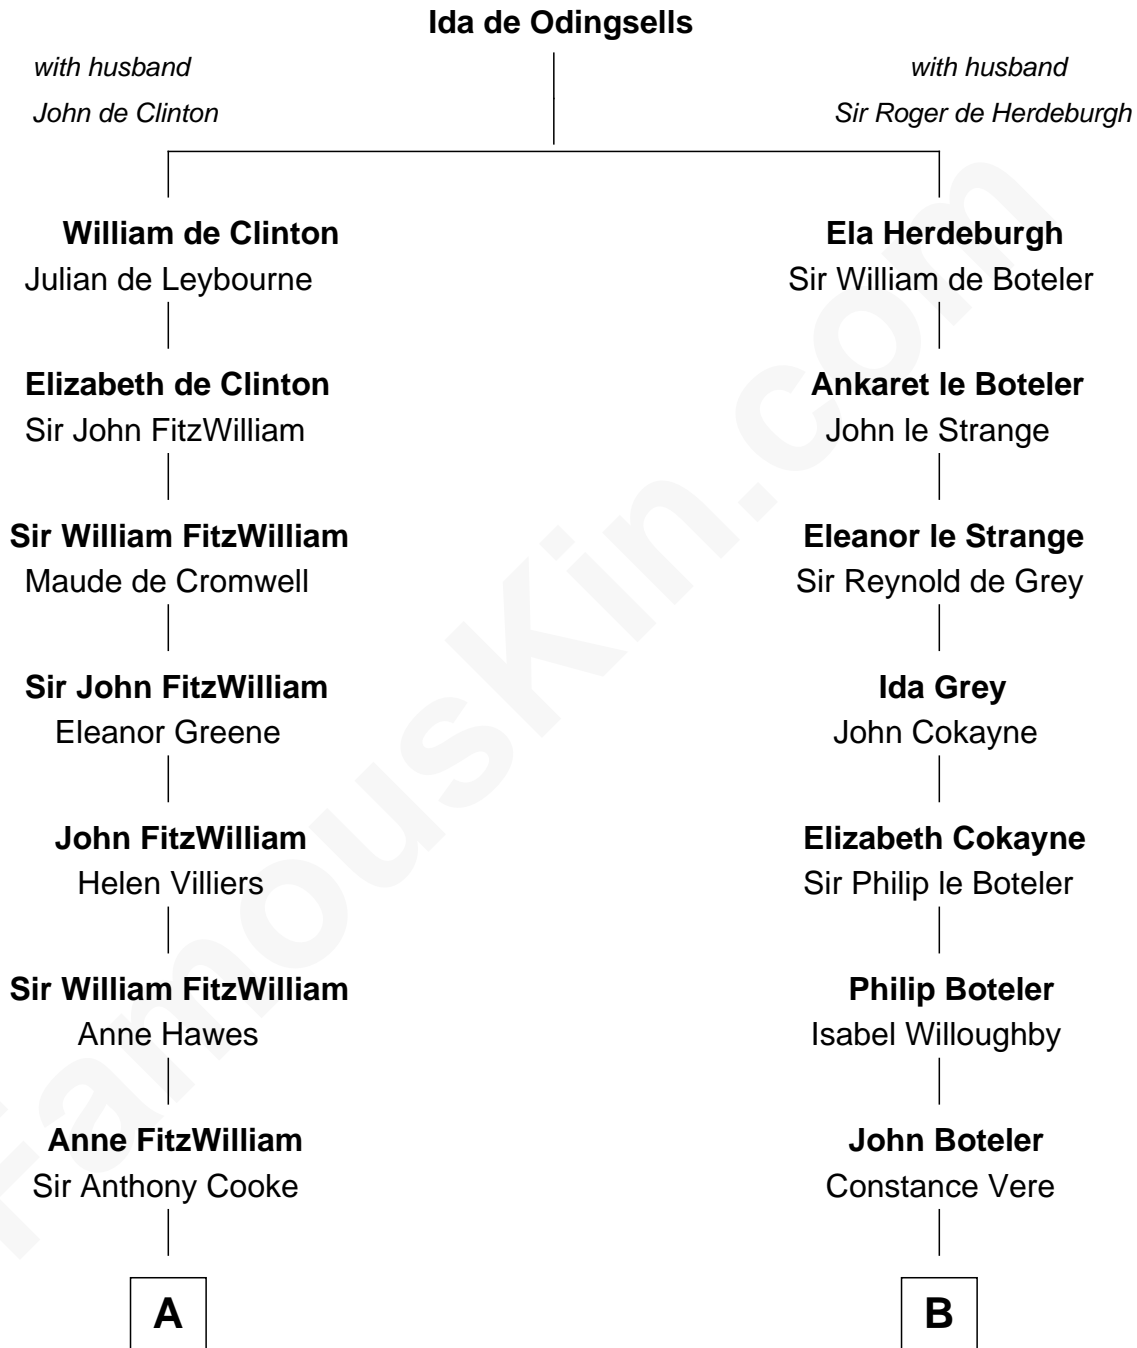 Ida de Odingsells
with husband
John de Clinton
with husband
Sir Roger de Herdeburgh
William de Clinton
Julian de Leybourne
Ela Herdeburgh
Sir William de Boteler
Elizabeth de Clinton
Sir John FitzWilliam
Ankaret le Boteler
John le Strange
Sir William FitzWilliam
Maude de Cromwell
Eleanor le Strange
Sir Reynold de Grey
Sir John FitzWilliam
Eleanor Greene
Ida Grey
John Cokayne
John FitzWilliam
Helen Villiers
Elizabeth Cokayne
Sir Philip le Boteler
Sir William FitzWilliam
Anne Hawes
Philip Boteler
Isabel Willoughby
Anne FitzWilliam
Sir Anthony Cooke
John Boteler
Constance Vere
A
B
FamousKin.com